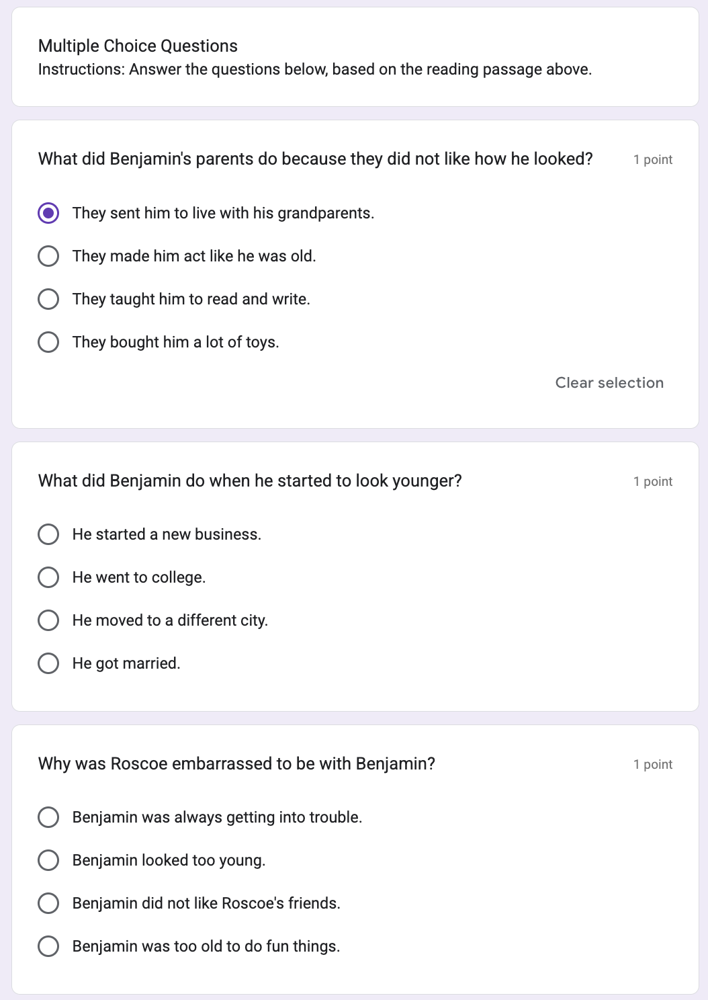 Multiple Choice Questions
Instructions: Answer the questions below, based on the reading passage above.
What did Benjamin's parents do because they did not like how he looked?
1 point
They sent him to live with his grandparents.
They made him act like he was old.
They taught him to read and write.
They bought him a lot of toys.
Clear selection
What did Benjamin do when he started to look younger?
1 point
He started a new business.
He went to college.
He moved to a different city.
He got married.
Why was Roscoe embarrassed to be with Benjamin?
1 point
Benjamin was always getting into trouble.
Benjamin looked too young.
Benjamin did not like Roscoe's friends.
Benjamin was too old to do fun things.